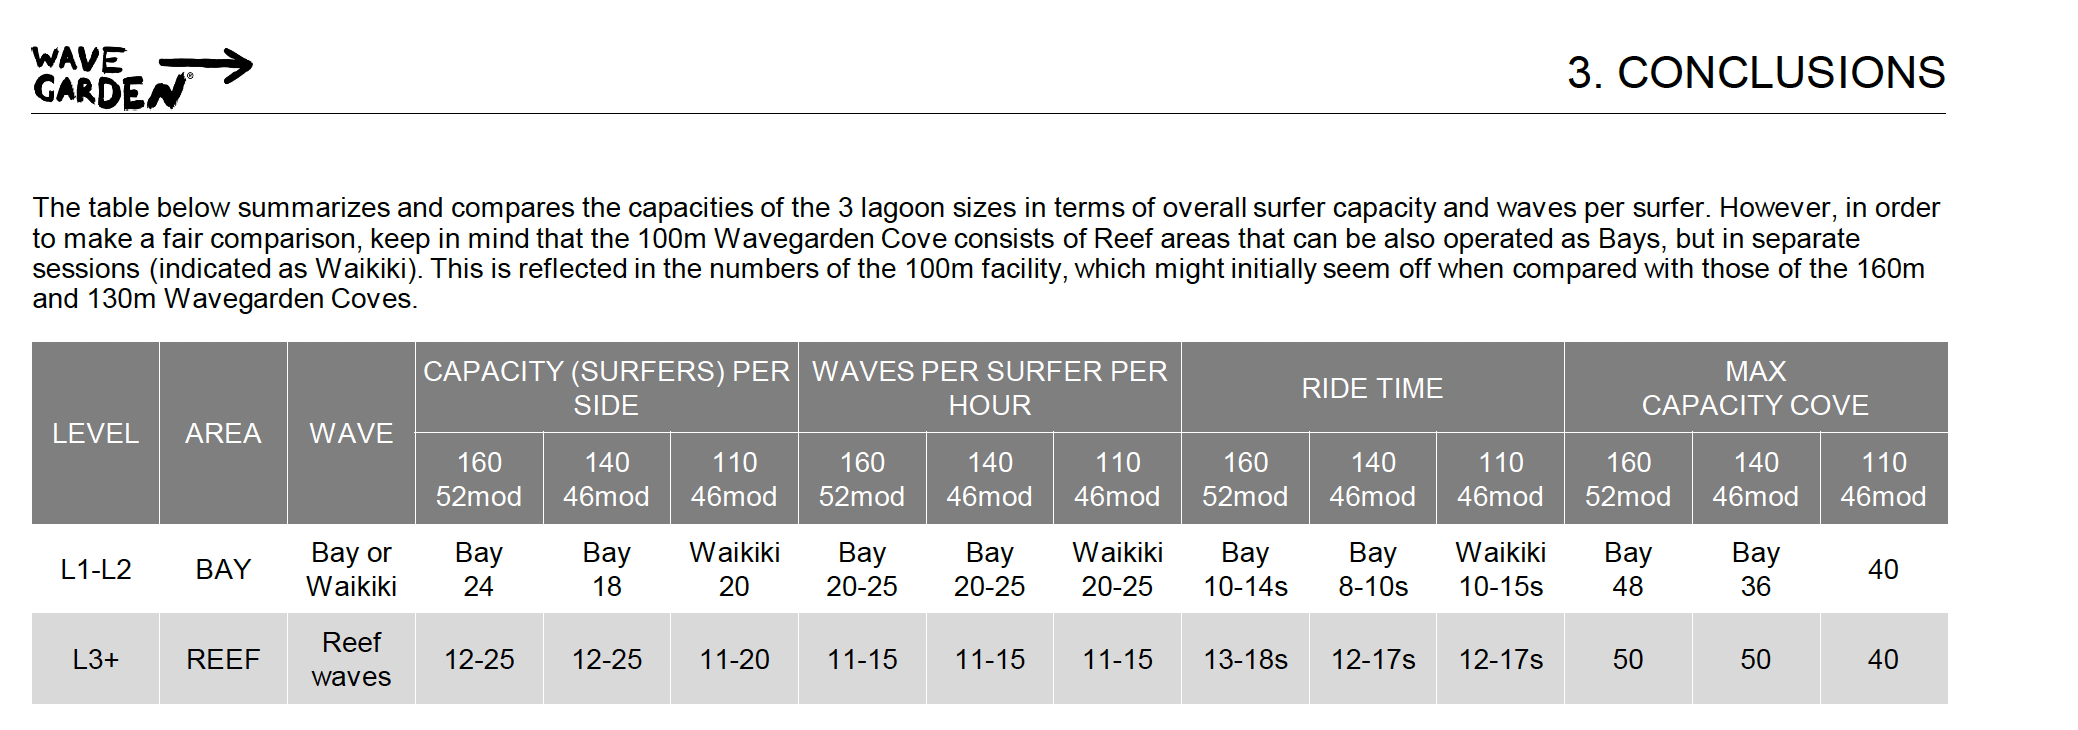 WAVE
GARDEN®
3. CONCLUSIONS
The table below summarizes and compares the capacities of the 3 lagoon sizes in terms of overall surfer capacity and waves per surfer. However, in order
to make a fair comparison, keep in mind that the 100m Wavegarden Cove consists of Reef areas that can be also operated as Bays, but in separate
sessions (indicated as Waikiki). This is reflected in the numbers of the 100m facility, which might initially seem off when compared with those of the 160m
and 130m Wavegarden Coves.
LEVEL AREA WAVE CAPACITY (SURFERS) PER SIDE WAVES PER SURFER PER HOUR RIDE TIME MAX CAPACITY COVE
160 52mod 140 46mod 110 46mod 160 52mod 140 46mod 110 46mod 160 52mod 140 46mod 110 46mod 160 52mod 140 46mod 110 46mod
L1-L2 BAY Bay or Waikiki Bay 24 Bay 18 Waikiki 20 Bay 20-25 Bay 20-25 Waikiki 20-25 Bay 10-14s Bay 8-10s Waikiki 10-15s Bay 48 Bay 36 40
L3+ REEF Reef waves 12-25 12-25 11-20 11-15 11-15 11-15 13-18s 12-17s 12-17s 50 50 40